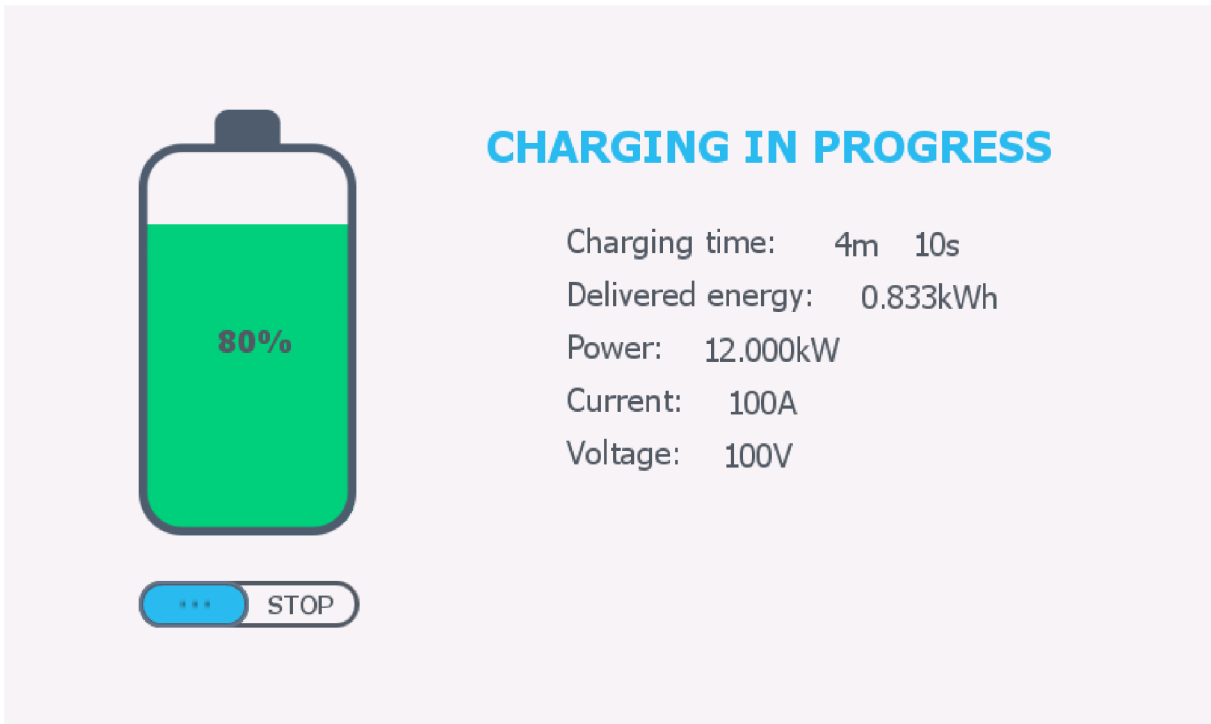 CHARGING IN PROGRESS
Charging time: 4m 10s
Delivered energy: 0.833kWh
Power: 12.000kW
Current: 100A
Voltage: 100V
80%
... STOP